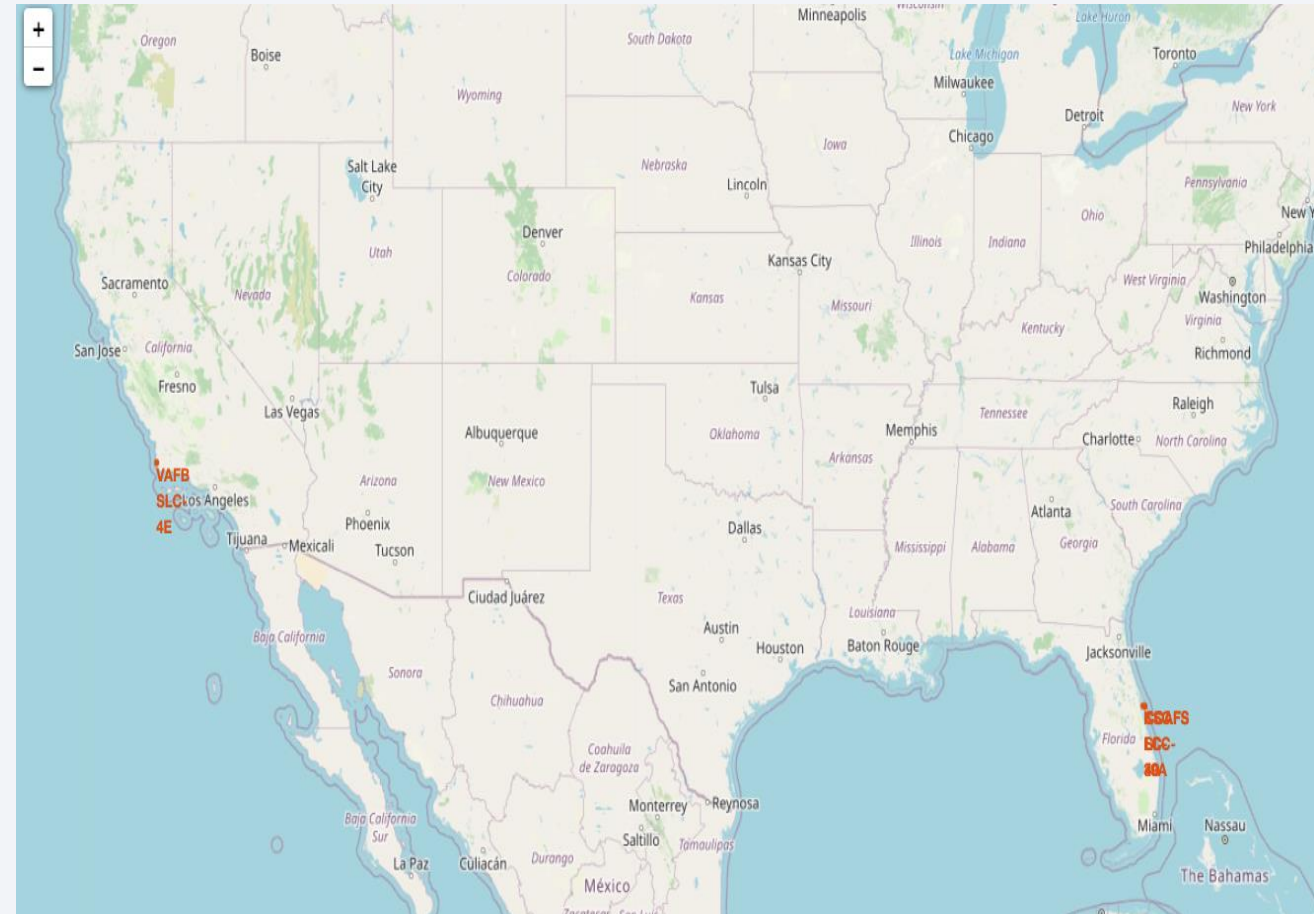 +
−
Oregon
Boise
Wyoming
South Dakota
Minneapolis
Lake Huron
Toronto
Lake Michigan
Milwaukee
Detroit
New York
Chicago
Iowa
Nebraska
Salt Lake
City
Lincoln
Pennsylvania
New Y
Ohio
Illinois
Indiana
Philadelphia
Denver
Utah
Colorado
Kansas City
Sacramento
Nevada
Kansas
Missouri
West Virginia
Washington
Virginia
Kentucky
San Jose
California
Richmond
Fresno
Las Vegas
Tulsa
Raleigh
Albuquerque
Oklahoma
Memphis
Tennessee
Charlotte
North Carolina
Arkansas
VAFB
SLC-
4E
Los Angeles
Arizona
New Mexico
South Carolina
Phoenix
Dallas
Atlanta
Tijuana
Mexicali
Tucson
Mississippi
Alabama
Georgia
Ciudad Juárez
Texas
Louisiana
Baja California
Austin
Houston
Baton Rouge
Jacksonville
Sonora
San Antonio
Chihuahua
Florida
Coahuila
de Zaragoza
Monterrey
Reynosa
Baja California
Sur
Saltillo
Tamaulipas
Miami
Nassau
La Paz
Culiacán
Durango
México
The Bahamas